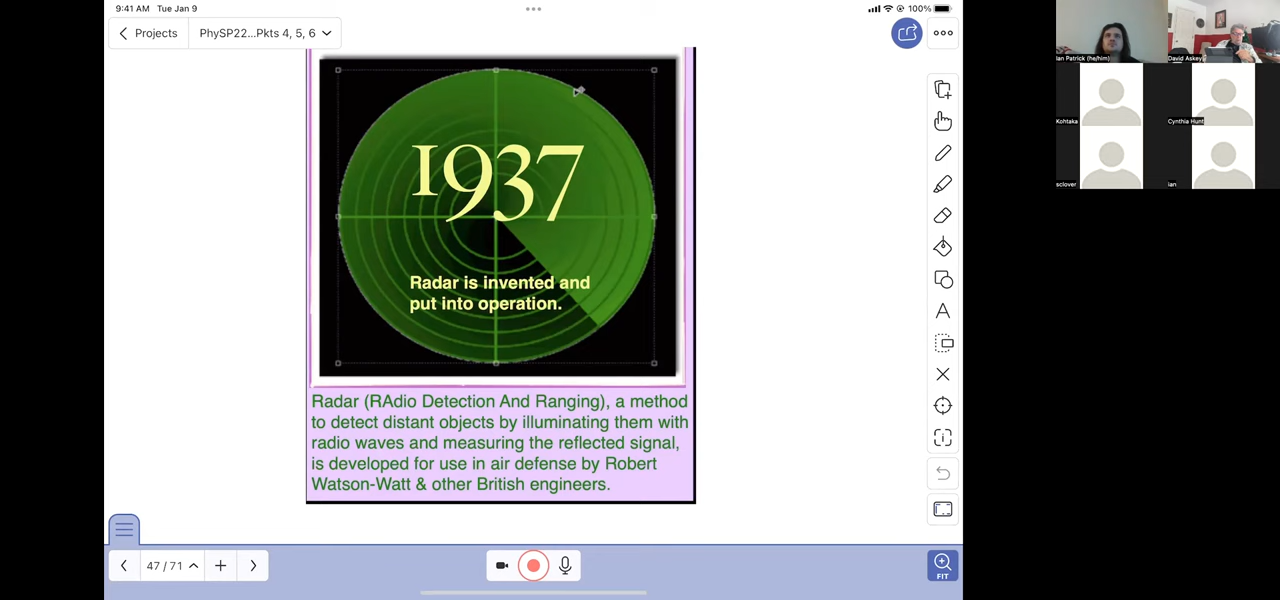 9:41 AM Tue Jan 9
100%
Projects
PhySP22...Pkts 4, 5, 6
1937
Radar is invented and
put into operation.
Radar (RAdio Detection And Ranging), a method
to detect distant objects by illuminating them with
radio waves and measuring the reflected signal,
is developed for use in air defense by Robert
Watson-Watt & other British engineers.
A
47 / 71
FIT
Ian Patrick (he/him)
David Askey
Kohtaka
Cynthia Hunt
sclover
ian